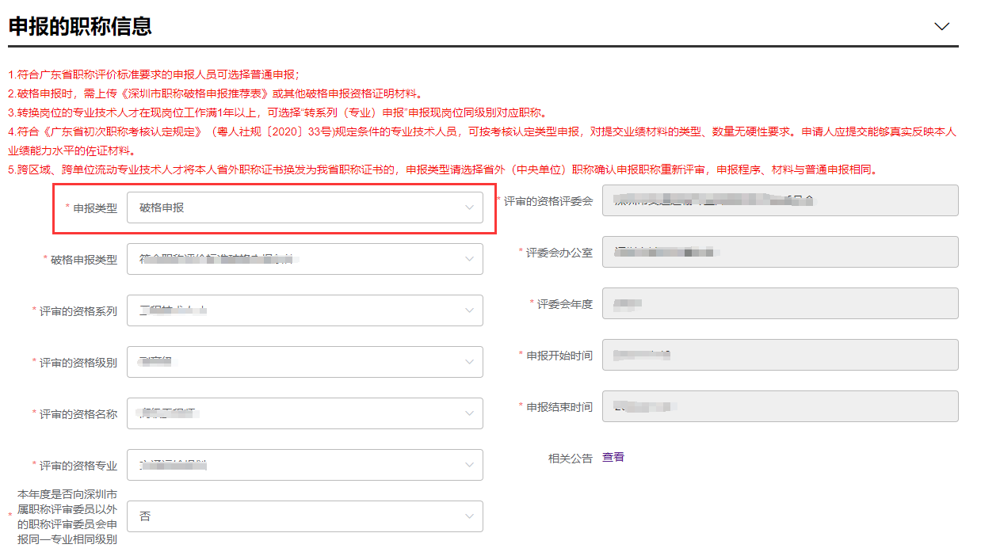 申报的职称信息
1.符合广东省职称评价标准要求的申报人员可选择普通申报；
2.破格申报时，需上传《深圳市职称破格申报推荐表》或其他破格申报资格证明材料。
3.转换岗位的专业技术人才在现岗位工作满1年以上，可选择“转系列（专业）申报”申报现岗位同级别对应职称。
4.符合《广东省初次职称考核认定规定》（粤人社规〔2020〕33号)规定条件的专业技术人员，可按考核认定类型申报，对提交业绩材料的类型、数量无硬性要求。申请人应提交能够真实反映本人
业绩能力水平的佐证材料。
5.跨区域、跨单位流动专业技术人才将本人省外职称证书换发为我省职称证书的，申报类型请选择省外（中央单位）职称确认申报职称重新评审，申报程序、材料与普通申报相同。
* 申报类型 破格申报
* 评审的资格评委会
* 破格申报类型
* 评委会办公室
* 评审的资格系列
* 评委会年度
* 评审的资格级别
* 申报开始时间
* 评审的资格名称
* 申报结束时间
* 评审的资格专业
相关公告 查看
本年度是否向深圳市
属职称评审委员以外
* 的职称评审委员会申 否
报同一专业相同级别